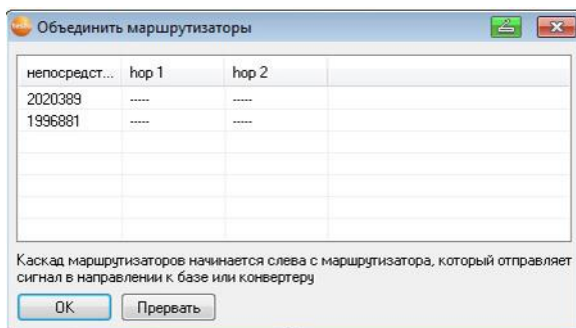 testo Объединить маршрутизаторы
непосредст... hop 1 hop 2
2020389 ----- -----
1996881 ----- -----
Каскад маршрутизаторов начинается слева с маршрутизатора, который отправляет
сигнал в направлении к базе или конвертеру
OK Прервать